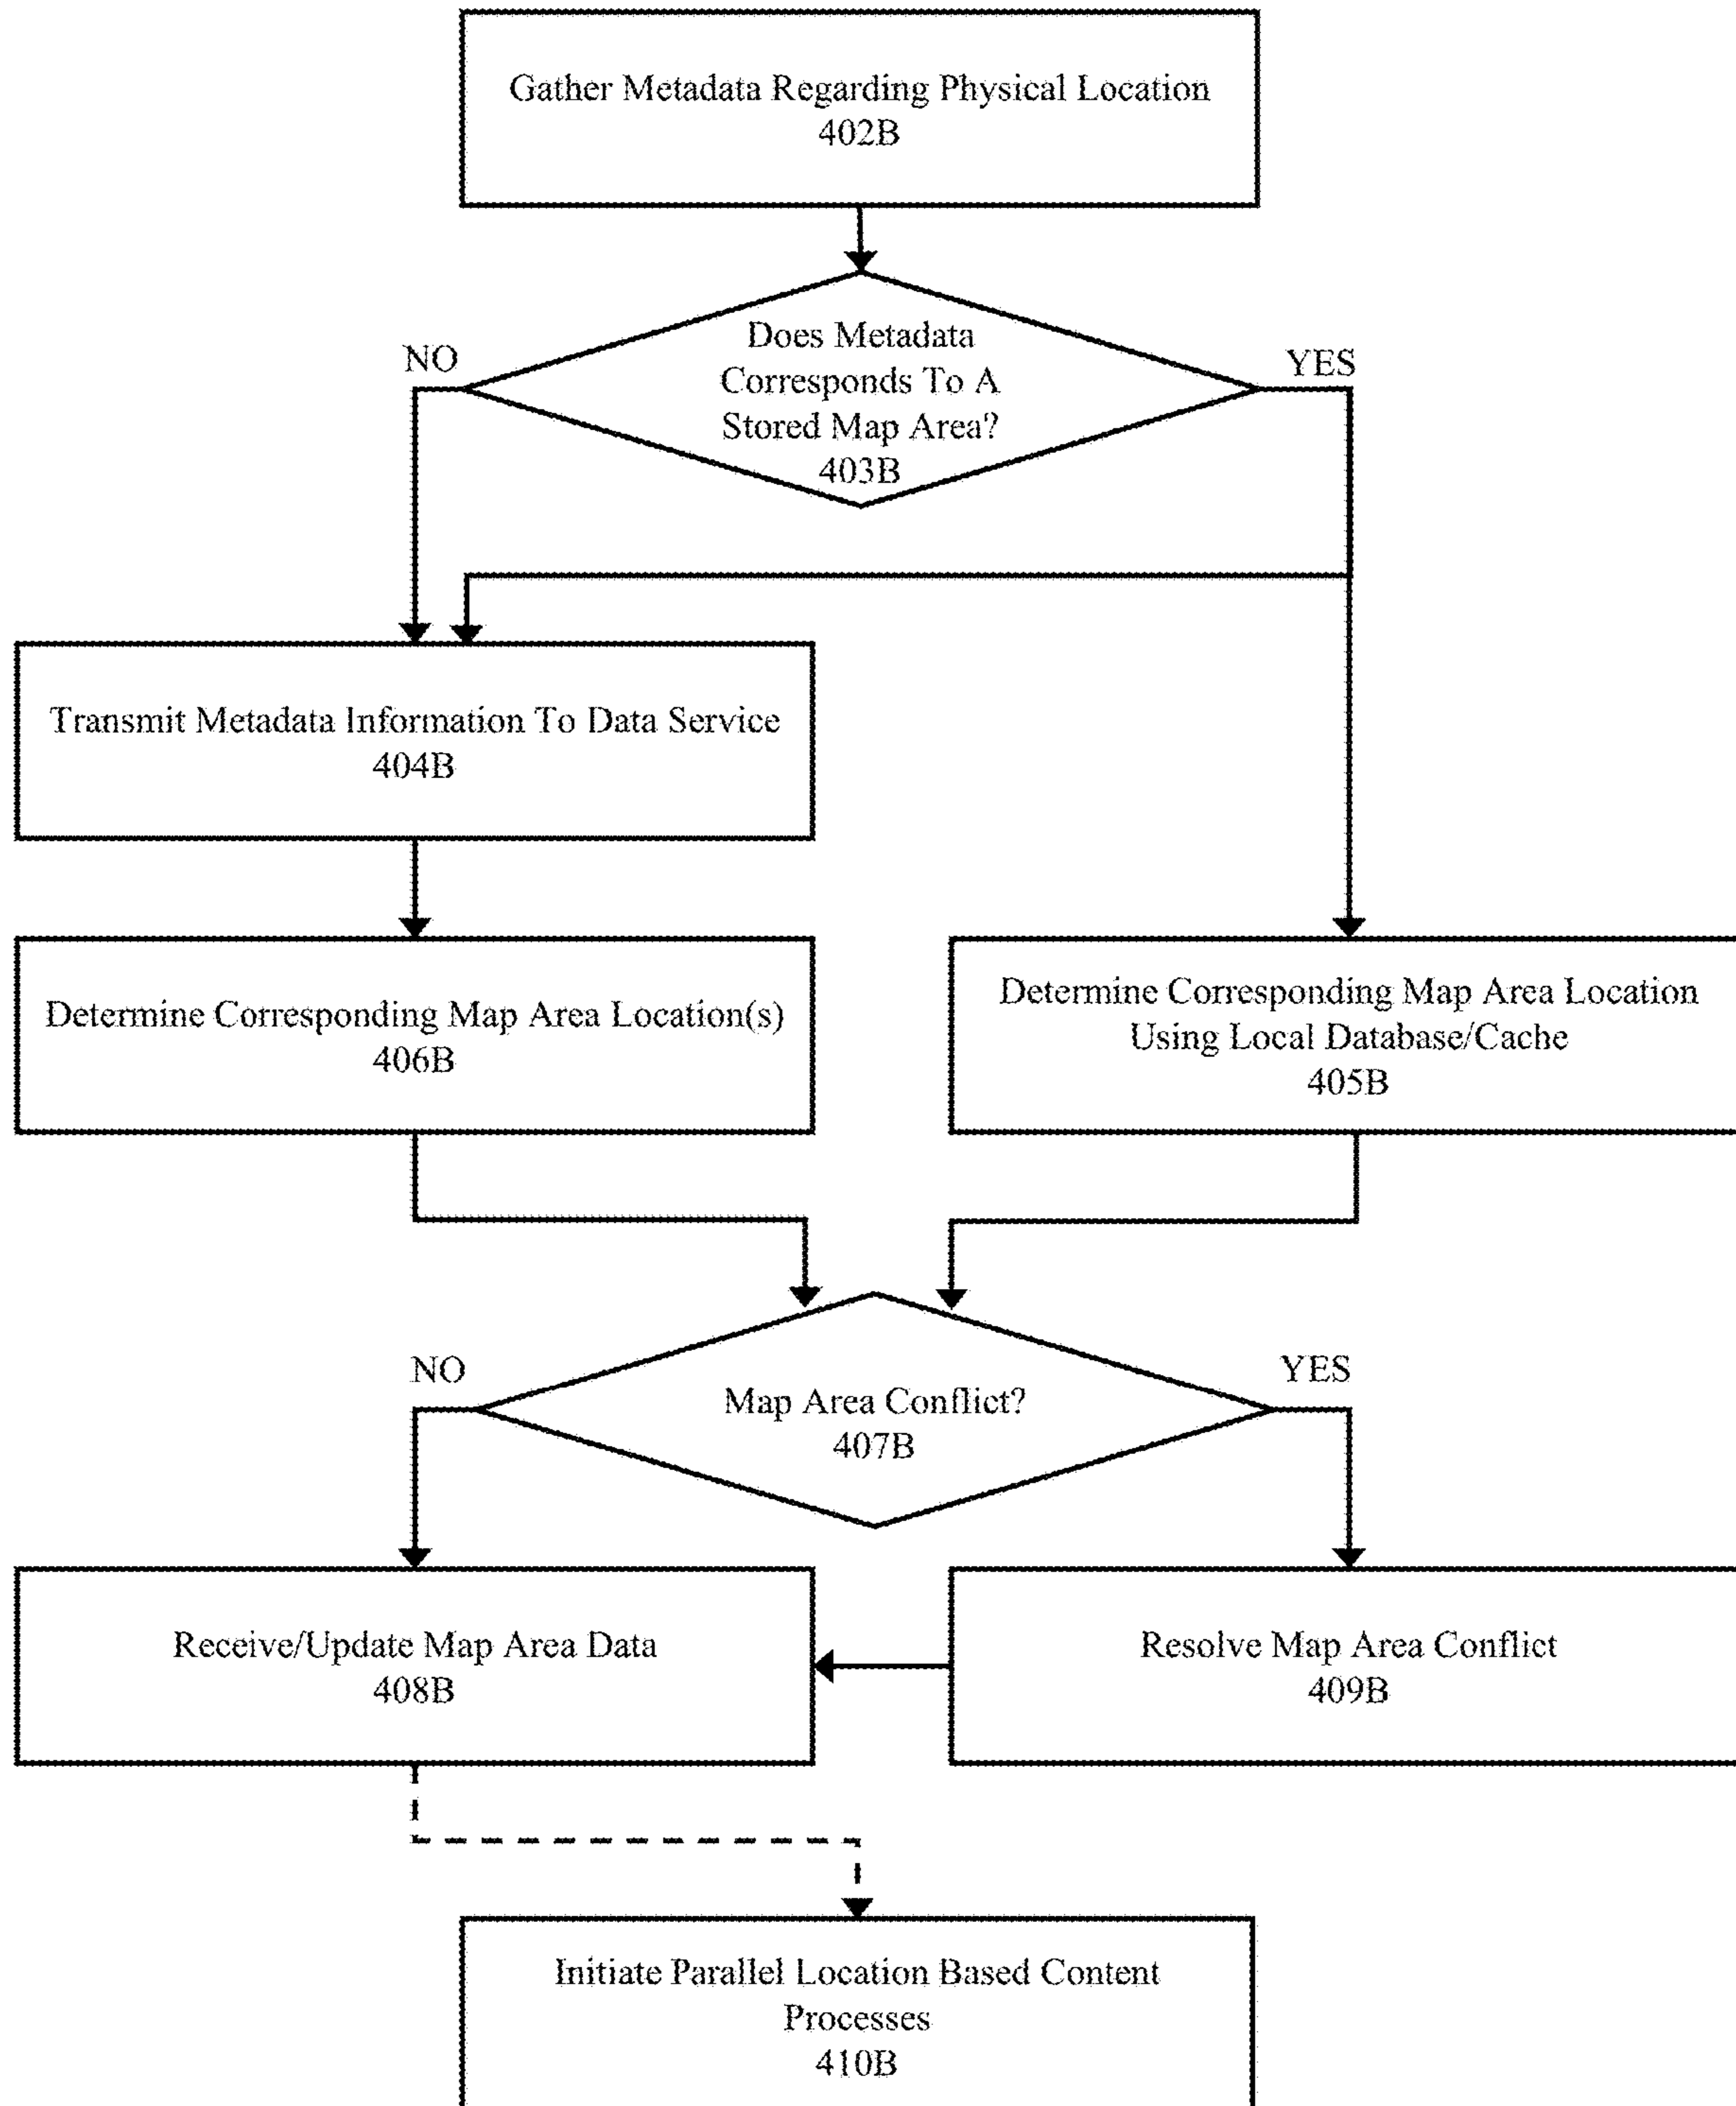 Gather Metadata Regarding Physical Location
402B
Does Metadata
Corresponds To A
Stored Map Area?
403B
NO
YES
Transmit Metadata Information To Data Service
404B
Determine Corresponding Map Area Location(s)
406B
Determine Corresponding Map Area Location
Using Local Database/Cache
405B
Map Area Conflict?
407B
NO
YES
Receive/Update Map Area Data
408B
Resolve Map Area Conflict
409B
Initiate Parallel Location Based Content
Processes
410B